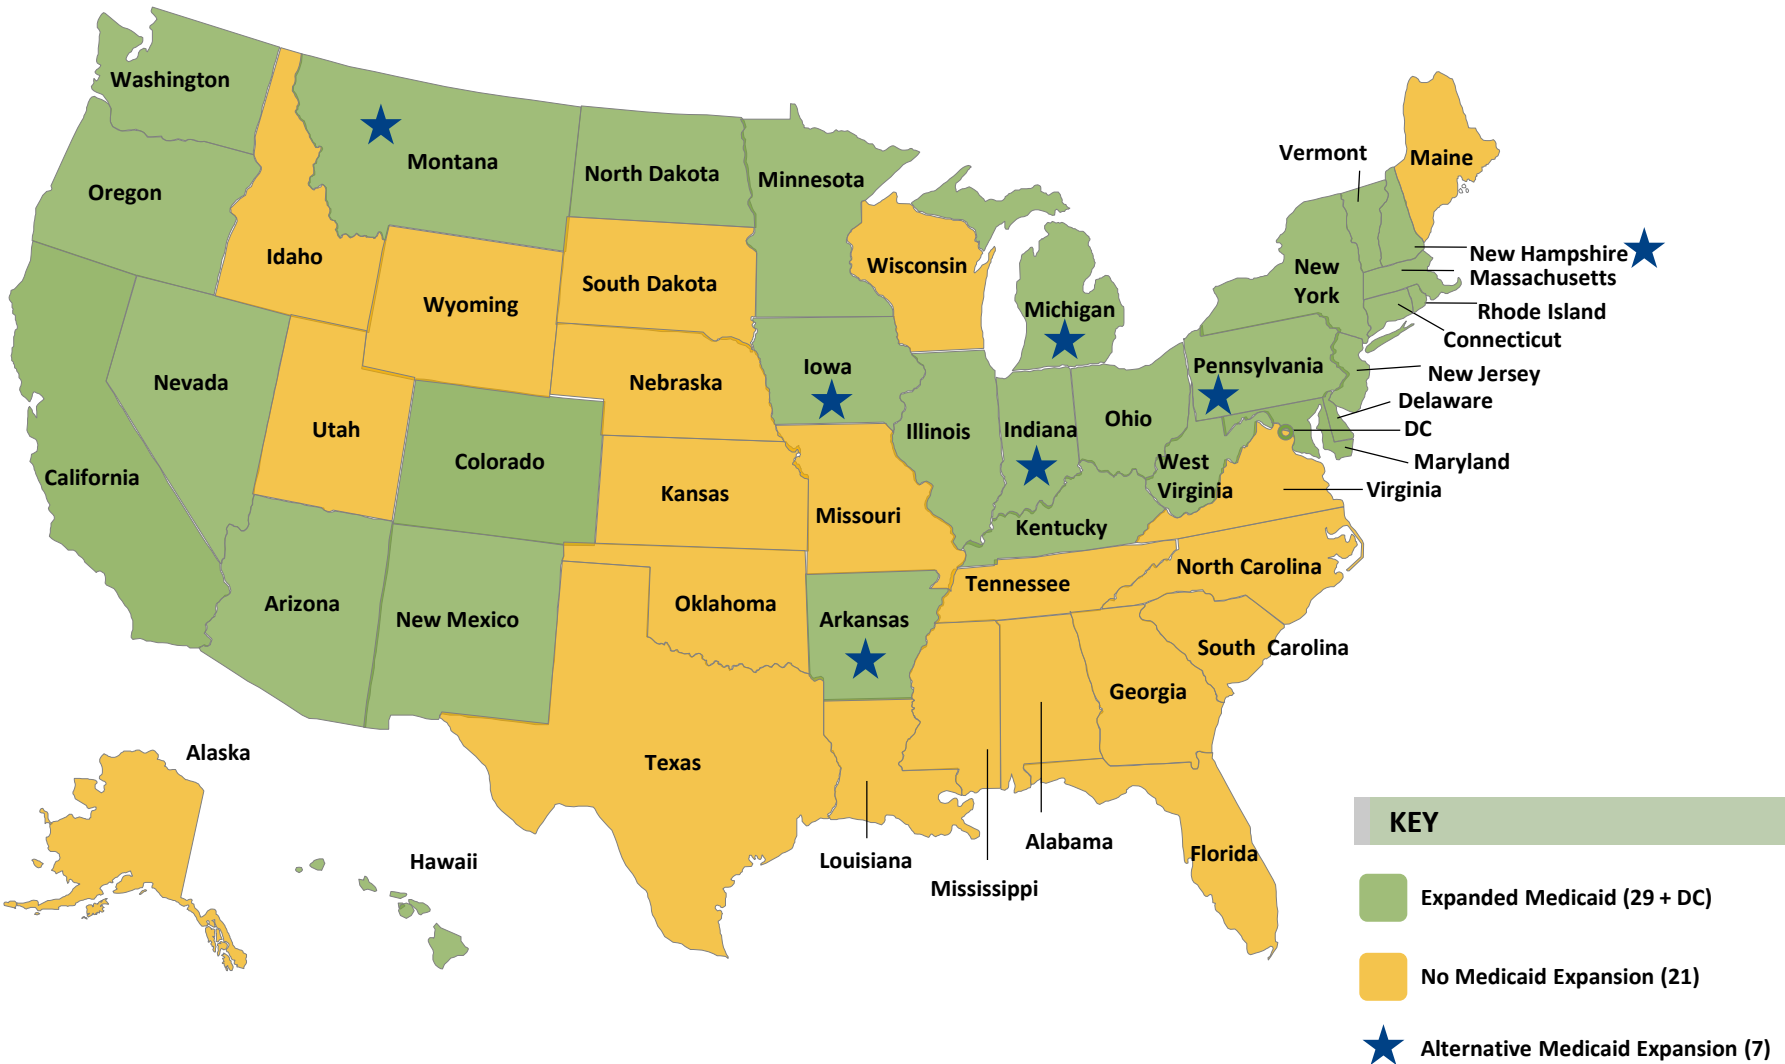 Washington
Montana
North Dakota
Minnesota
Vermont
Maine
Oregon
Idaho
Wyoming
South Dakota
Wisconsin
Michigan
New
York
New Hampshire
Massachusetts
Rhode Island
Connecticut
New Jersey
Delaware
DC
Maryland
Virginia
Nevada
Utah
Colorado
Nebraska
Iowa
Illinois
Indiana
Ohio
Pennsylvania
West
Virginia
California
Kansas
Missouri
Kentucky
Arizona
New Mexico
Oklahoma
Arkansas
Tennessee
North Carolina
South Carolina
Georgia
Texas
Alaska
Hawaii
Louisiana
Mississippi
Alabama
Florida
KEY
Expanded Medicaid (29 + DC)
No Medicaid Expansion (21)
Alternative Medicaid Expansion (7)